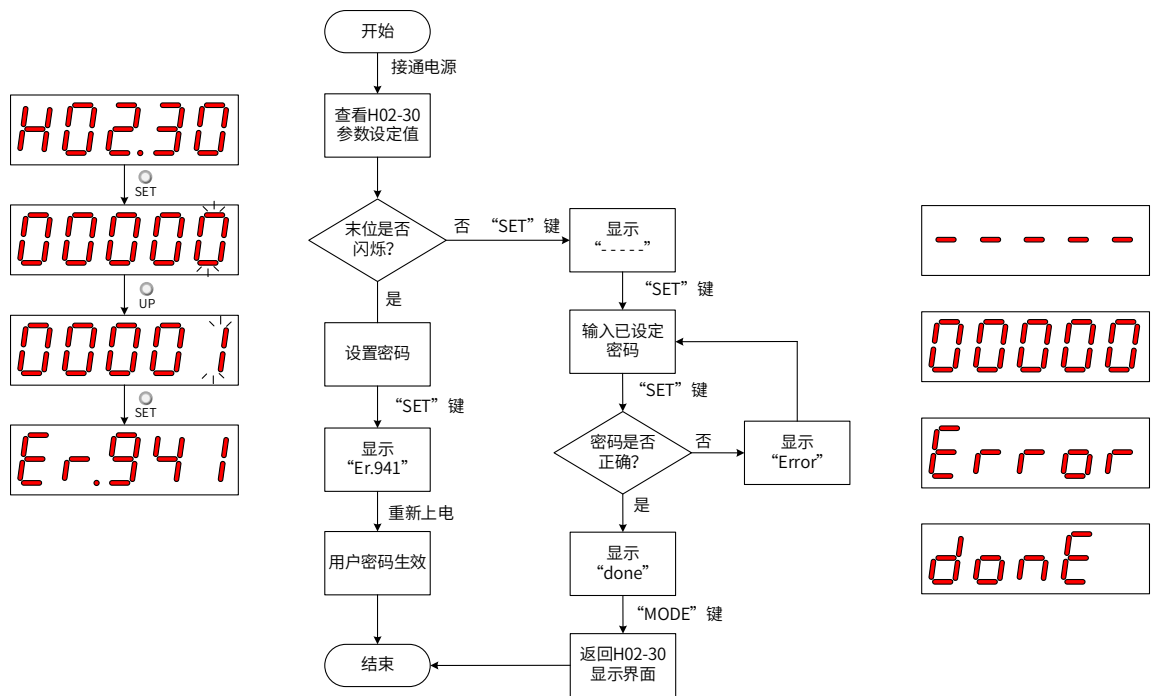 H02.30
SET
00000
UP
00001
SET
Er.941
开始
接通电源
查看H02-30
参数设定值
末位是否
闪烁？
是
设置密码
“SET”键
显示
“Er.941”
重新上电
用户密码生效
结束
否 “SET”键
显示
“- - - - -”
“SET”键
输入已设定
密码
“SET”键
密码是否
正确？
否
显示
“Error”
是
显示
“done”
“MODE”键
返回H02-30
显示界面
-----
00000
Error
donE